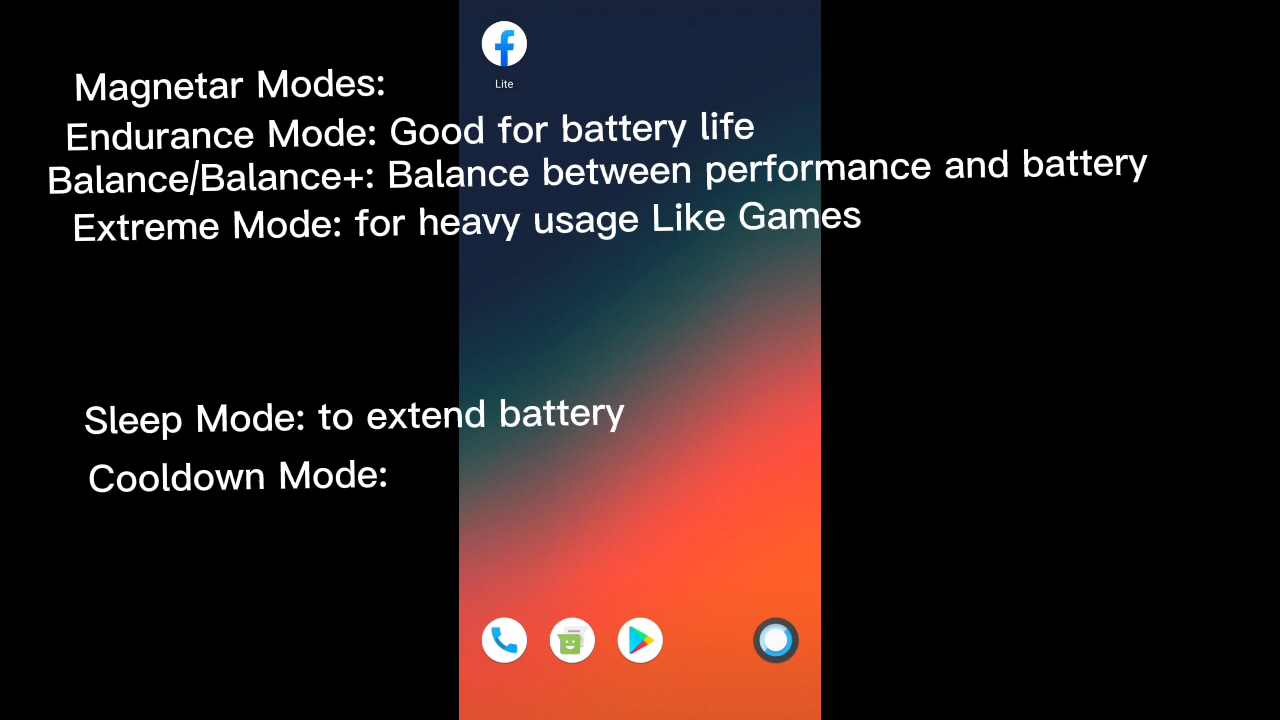 Lite
Magnetar Modes:
Endurance Mode: Good for battery life
Balance/Balance+: Balance between performance and battery
Extreme Mode: for heavy usage Like Games
Sleep Mode: to extend battery
Cooldown Mode: